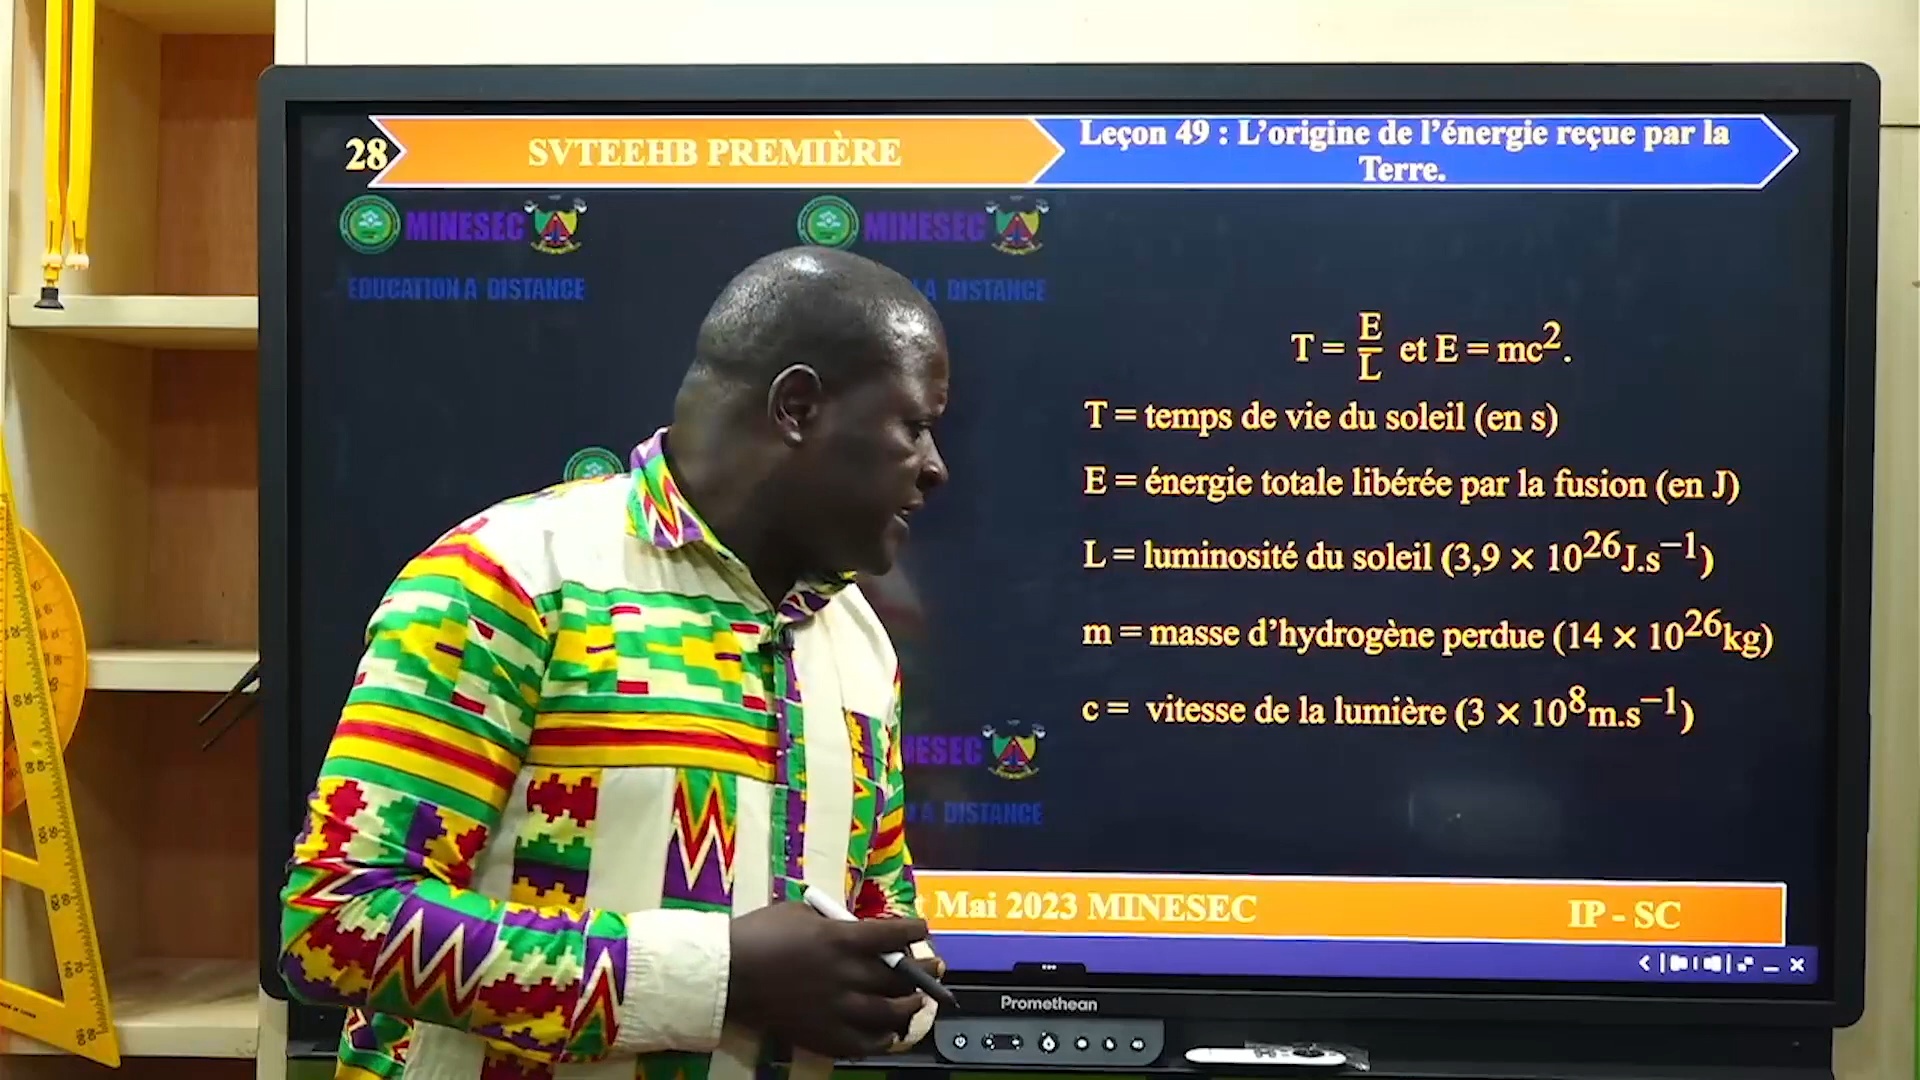 28
SVTEEHB PREMIÈRE
Leçon 49 : L'origine de l'énergie reçue par la
Terre.
MINESEC
MINESEC
EDUCATION A DISTANCE
A DISTANCE
T = E/L et E = mc².
T = temps de vie du soleil (en s)
E = énergie totale libérée par la fusion (en J)
L = luminosité du soleil (3,9 × 10²⁶J.s⁻¹)
m = masse d'hydrogène perdue (14 × 10²⁶kg)
c = vitesse de la lumière (3 × 10⁸m.s⁻¹)
NESEC
A DISTANCE
Mai 2023 MINESEC
IP - SC
Promethean